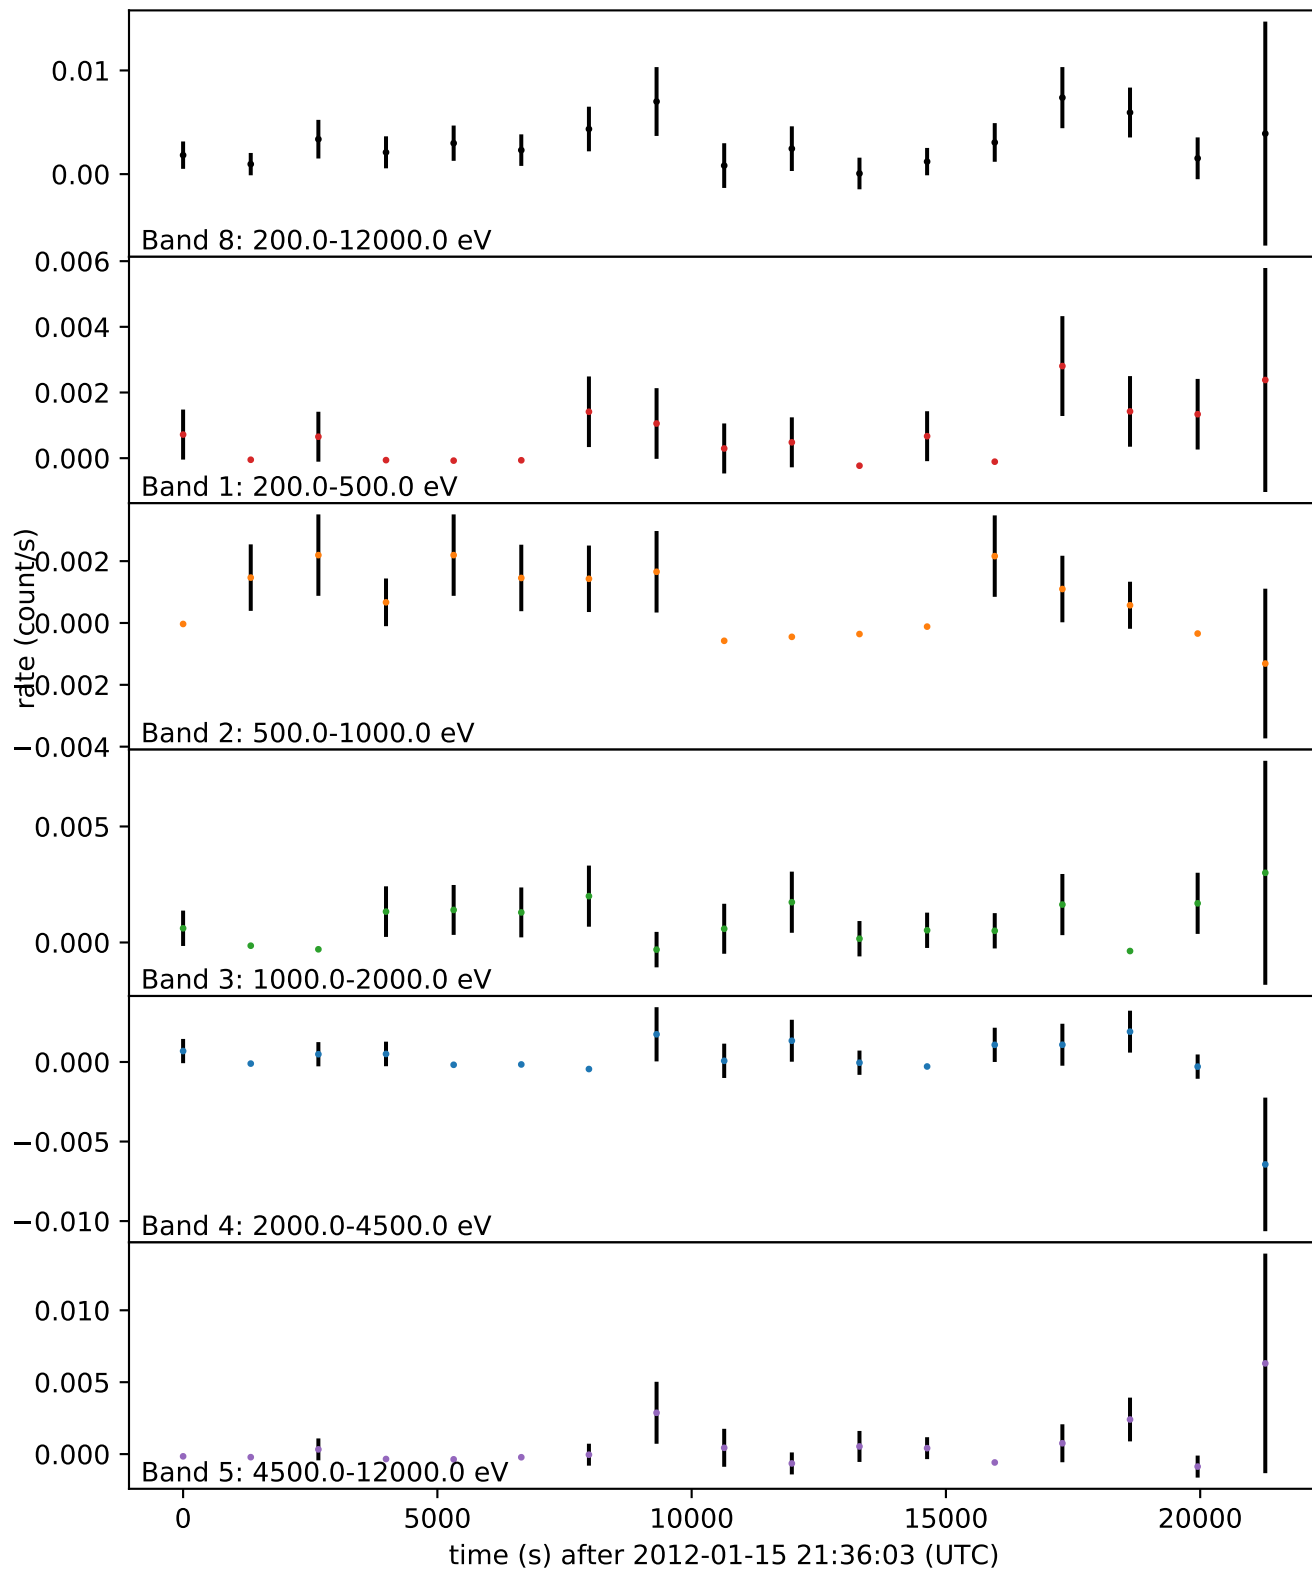 0.01
0.00
Band 8: 200.0-12000.0 eV
0.006
0.004
0.002
0.000
Band 1: 200.0-500.0 eV
rate (count/s)
0.002
0.000
−0.002
−0.004
Band 2: 500.0-1000.0 eV
0.005
0.000
Band 3: 1000.0-2000.0 eV
0.000
−0.005
−0.010
Band 4: 2000.0-4500.0 eV
0.010
0.005
0.000
Band 5: 4500.0-12000.0 eV
0 5000 10000 15000 20000
time (s) after 2012-01-15 21:36:03 (UTC)